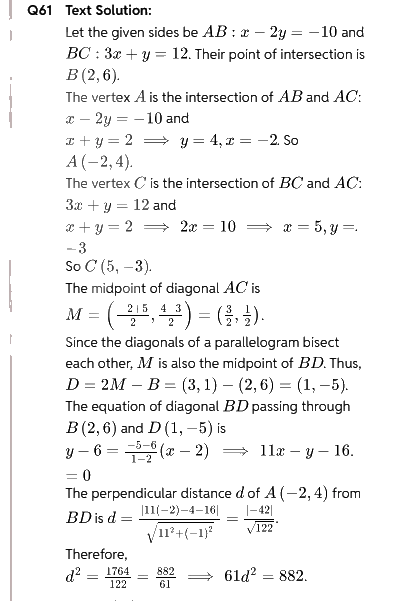 Q61 Text Solution:
Let the given sides be AB : x − 2y = −10 and
BC : 3x + y = 12. Their point of intersection is
B (2, 6).
The vertex A is the intersection of AB and AC:
x − 2y = −10 and
x + y = 2 ⟹ y = 4, x = −2. So
A (−2, 4).
The vertex C is the intersection of BC and AC:
3x + y = 12 and
x + y = 2 ⟹ 2x = 10 ⟹ x = 5, y =.
−3
So C (5, −3).
The midpoint of diagonal AC is
M = (−2+5/2, 4−3/2) = (3/2, 1/2).
Since the diagonals of a parallelogram bisect
each other, M is also the midpoint of BD. Thus,
D = 2M − B = (3, 1) − (2, 6) = (1, −5).
The equation of diagonal BD passing through
B (2, 6) and D (1, −5) is
y − 6 = −5−6/1−2 (x − 2) ⟹ 11x − y − 16.
= 0
The perpendicular distance d of A (−2, 4) from
BD is d = |11(−2)−4−16|/√(11²+(−1)²) = |−42|/√122.
Therefore,
d² = 1764/122 = 882/61 ⟹ 61d² = 882.